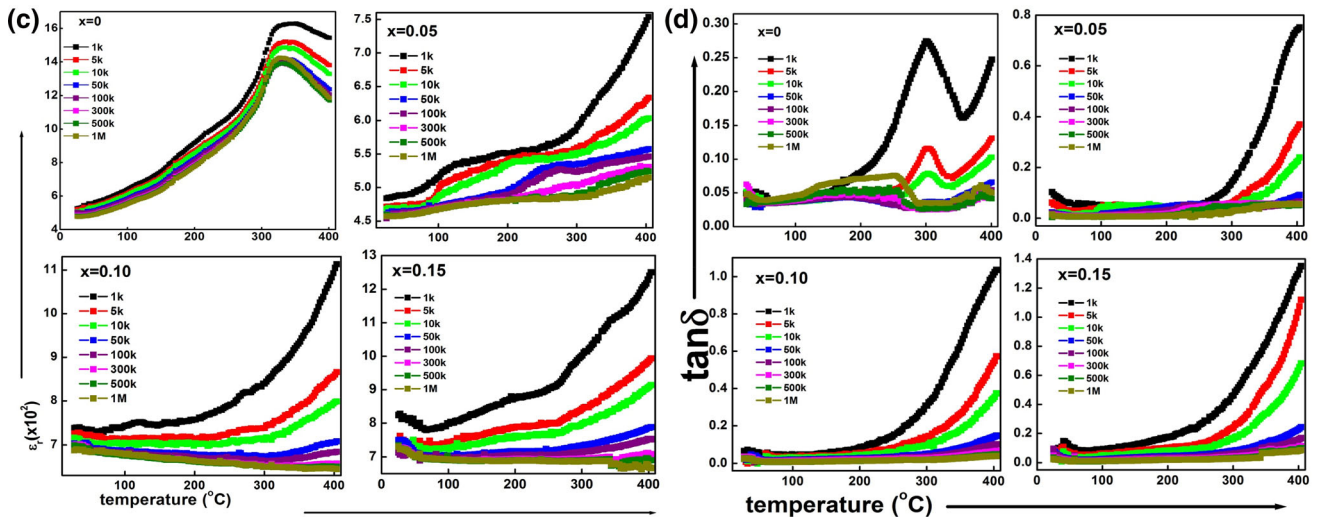 (c)
x=0
1k
5k
10k
50k
100k
300k
500k
1M
16
14
12
10
8
6
4
0 100 200 300 400
x=0.05
1k
5k
10k
50k
100k
300k
500k
1M
7.5
7.0
6.5
6.0
5.5
5.0
4.5
0 100 200 300 400
x=0.10
1k
5k
10k
50k
100k
300k
500k
1M
11
10
9
8
7
100 200 300 400
x=0.15
1k
5k
10k
50k
100k
300k
500k
1M
13
12
11
10
9
8
7
0 100 200 300 400
εr(x10²)
temperature (°C)
(d)
x=0
1k
5k
10k
50k
100k
300k
500k
1M
0.30
0.25
0.20
0.15
0.10
0.05
0.00
100 200 300 400
x=0.05
1k
5k
10k
50k
100k
300k
500k
1M
0.8
0.6
0.4
0.2
0.0
0 100 200 300 400
x=0.10
1k
5k
10k
50k
100k
300k
500k
1M
1.0
0.8
0.6
0.4
0.2
0.0
100 200 300 400
x=0.15
1k
5k
10k
50k
100k
300k
500k
1M
1.4
1.2
1.0
0.8
0.6
0.4
0.2
0.0
0 100 200 300 400
tanδ
temperature (°C)